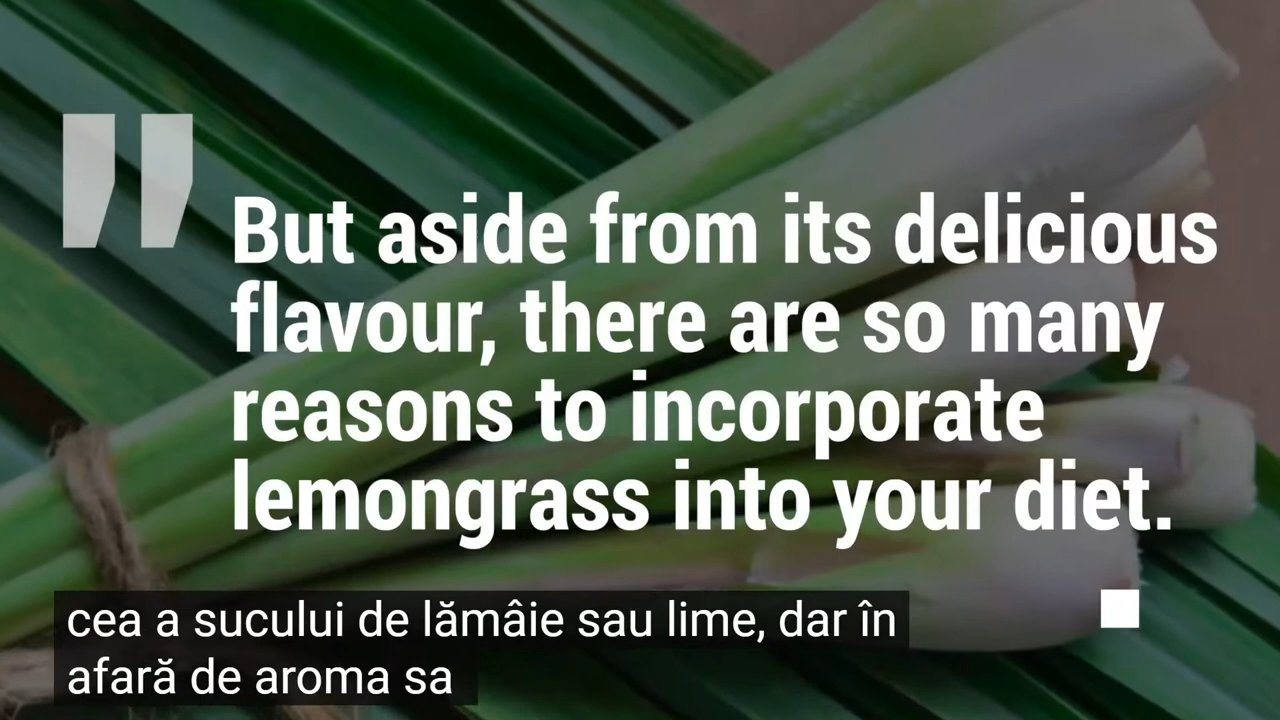 " But aside from its delicious
flavour, there are so many
reasons to incorporate
lemongrass into your diet.
cea a sucului de lămâie sau lime, dar în
afară de aroma sa